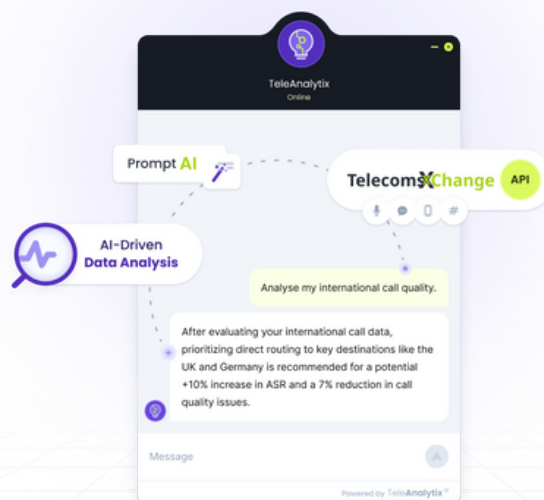 TeleAnalytix
Online
Prompt AI
TelecomsXChange API
#
AI-Driven
Data Analysis
Analyse my international call quality.
After evaluating your international call data,
prioritizing direct routing to key destinations like the
UK and Germany is recommended for a potential
+10% increase in ASR and a 7% reduction in call
quality issues.
Message
Powered by TeleAnalytix